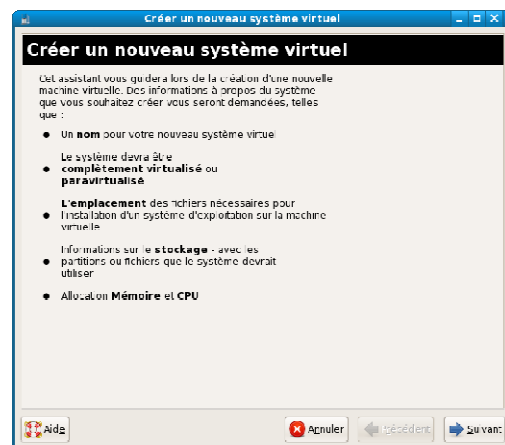 Créer un nouveau système virtuel
Créer un nouveau système virtuel
Cet assistant vous guidera lors de la création d'une nouvelle
machine virtuelle. Des informations à propos du système
que vous souhaitez créer vous seront demandées, telles
que :
● Un nom pour votre nouveau système virtuel
Le système devra être
● complètement virtualisé ou
paravirtualisé
L'emplacement des fichiers nécessaires pour
● l'installation d'un système d'exploitation sur la machine
virtuelle
Informations sur le stockage - avec les
● partitions ou fichiers que le système devrait
utiliser
● Allocation Mémoire et CPU
Aide Annuler Précédent Suivant